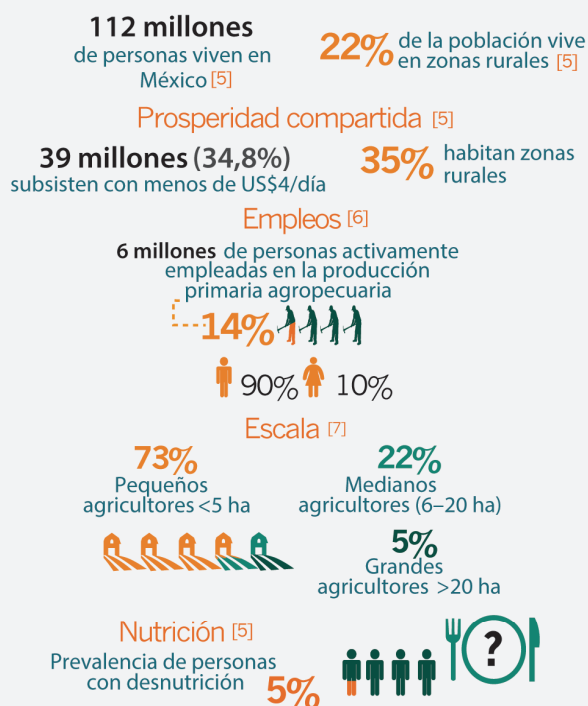 112 millones
de personas viven en
México [5]
22% de la población vive
en zonas rurales [5]
Prosperidad compartida [5]
39 millones (34,8%)
subsisten con menos de US$4/día
35% habitan zonas
rurales
Empleos [6]
6 millones de personas activamente
empleadas en la producción
primaria agropecuaria
14%
90% 10%
Escala [7]
73%
Pequeños
agricultores <5 ha
22%
Medianos
agricultores (6–20 ha)
5%
Grandes
agricultores >20 ha
Nutrición [5]
Prevalencia de personas
con desnutrición 5%
?